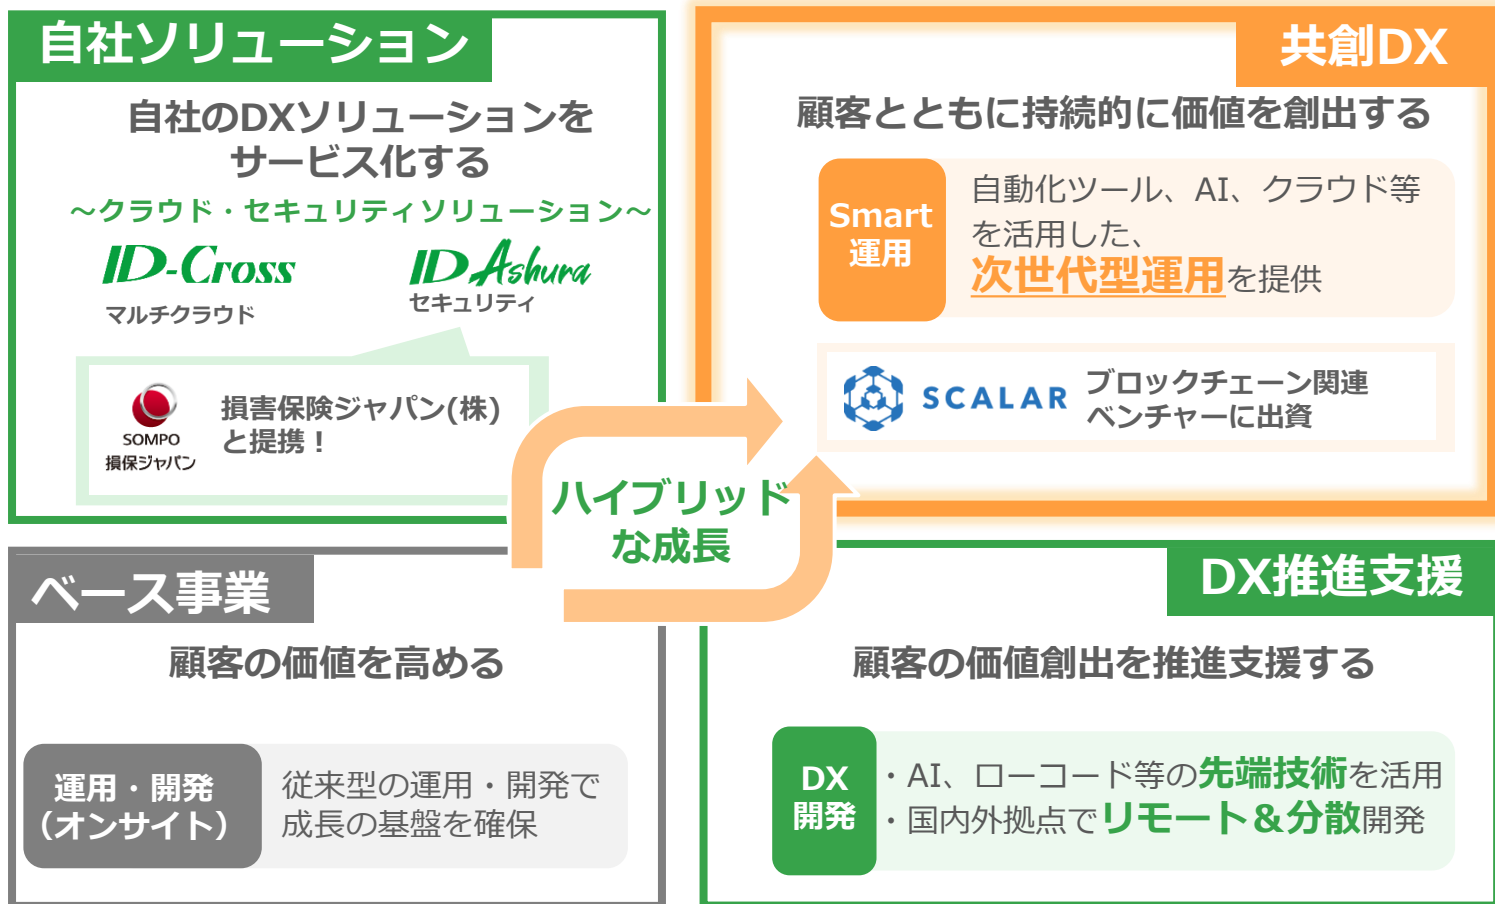 自社ソリューション
自社のDXソリューションを
サービス化する
～クラウド・セキュリティソリューション～
ID-Cross
マルチクラウド
ID Ashura
セキュリティ
SOMPO
損保ジャパン
損害保険ジャパン(株)
と提携！
共創DX
顧客とともに持続的に価値を創出する
Smart
運用
自動化ツール、AI、クラウド等
を活用した、
次世代型運用を提供
SCALAR
ブロックチェーン関連
ベンチャーに出資
ハイブリッド
な成長
ベース事業
顧客の価値を高める
運用・開発
（オンサイト）
従来型の運用・開発で
成長の基盤を確保
DX推進支援
顧客の価値創出を推進支援する
DX
開発
・AI、ローコード等の先端技術を活用
・国内外拠点でリモート＆分散開発